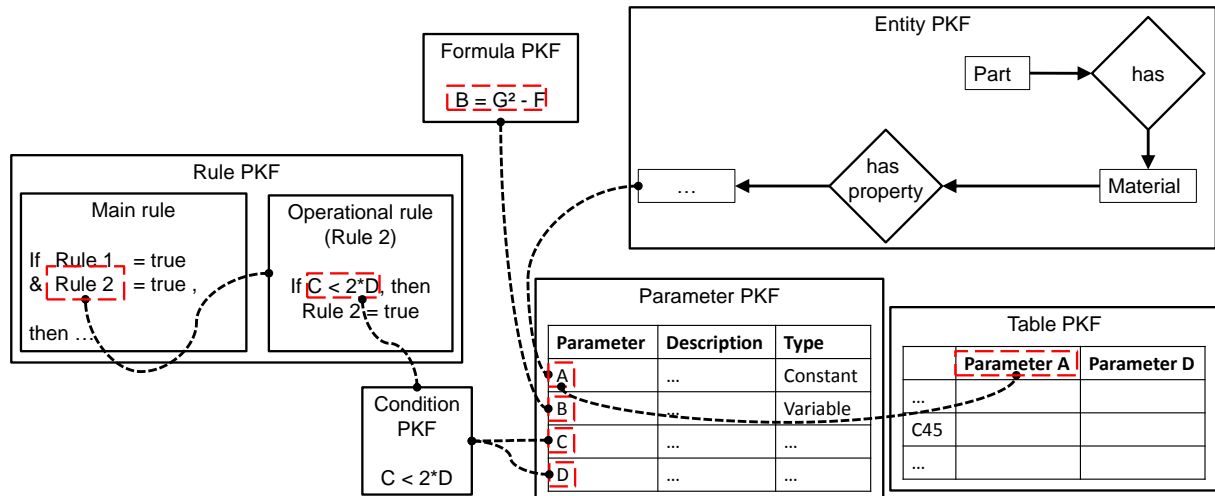 Entity PKF
Part
has
has
property
Material
…
Formula PKF
B = G² - F
Rule PKF
Main rule
If Rule 1 = true
& Rule 2 = true ,
then …
Operational rule
(Rule 2)
If C < 2*D, then
Rule 2 = true
Condition
PKF
C < 2*D
Parameter PKF
Parameter Description Type
A … Constant
B … Variable
C … …
D … …
Table PKF
Parameter A Parameter D
…
C45
…